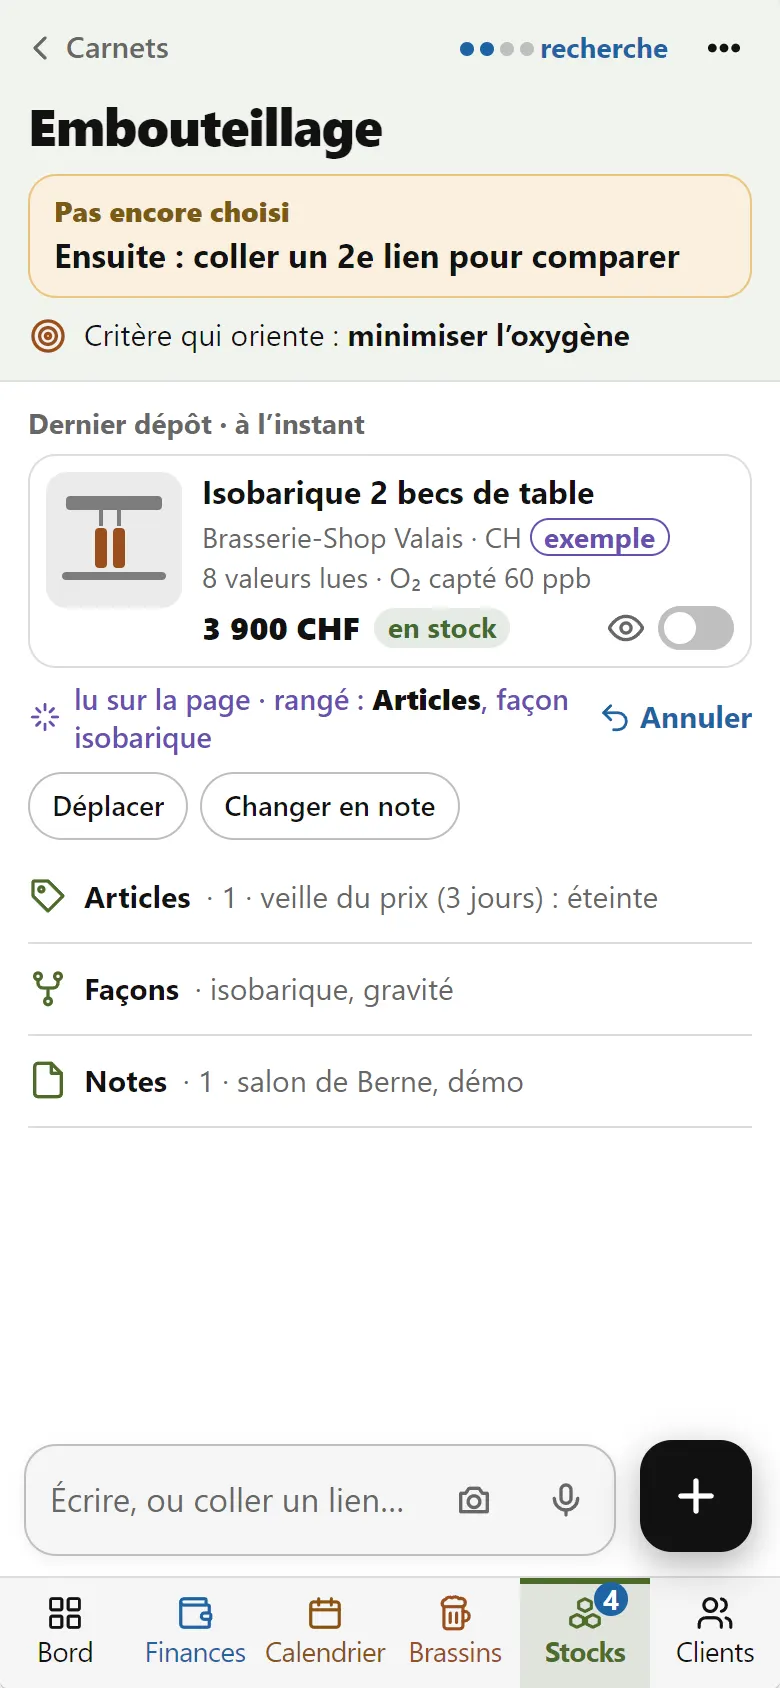 Carnets
recherche
Embouteillage
Pas encore choisi
Ensuite : coller un 2e lien pour comparer
Critère qui oriente : minimiser l’oxygène
Dernier dépôt · à l’instant
Isobarique 2 becs de table
Brasserie-Shop Valais · CH exemple
8 valeurs lues · O₂ capté 60 ppb
3 900 CHF en stock
lu sur la page · rangé : Articles, façon
isobarique
Annuler
Déplacer Changer en note
Articles · 1 · veille du prix (3 jours) : éteinte
Façons · isobarique, gravité
Notes · 1 · salon de Berne, démo
Écrire, ou coller un lien...
4
Bord Finances Calendrier Brassins Stocks Clients